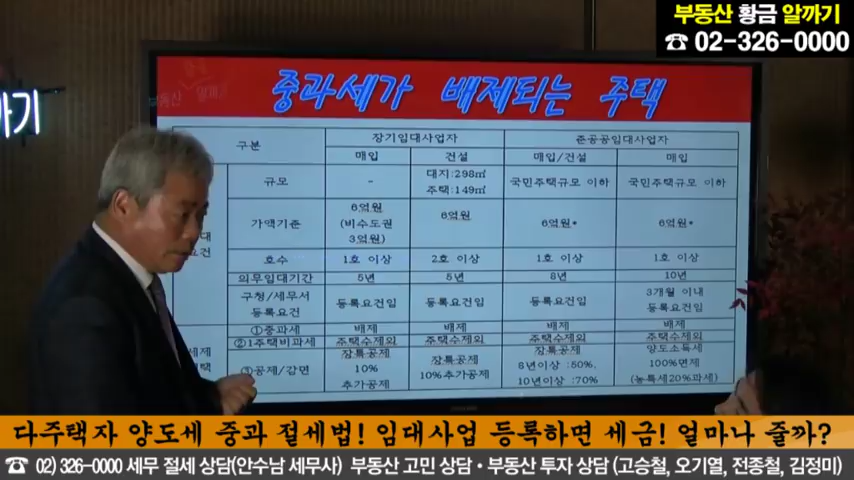 부동산 황금 알까기
☎ 02-326-0000
까기
부동산 알까기
중과세가 배제되는 주택
구분 장기임대사업자 준공공임대사업자
매입 건설 매입/건설 매입
규모 - 대지:298㎡ 주택:149㎡ 국민주택규모 이하 국민주택규모 이하
가액기준 6억원 (비수도권 3억원) 6억원 6억원* 6억원*
대
요건
호수 1호 이상 2호 이상 1호 이상 1호 이상
의무임대기간 5년 5년 8년 10년
구청/세무서 등록요건 등록요건임 등록요건임 등록요건임 3개월 이내 등록요건임
①중과세 배제 배제 배제 배제
②1주택비과세 주택수제외 주택수제외 주택수제외 주택수제외
세제
택
③공제/감면 장특공제 10% 추가공제 장특공제 10%추가공제 장특공제 8년이상:50%, 10년이상:70% 양도소득세 100%면제 (농특세20%과세)
다주택자 양도세 중과 절세법! 임대사업 등록하면 세금! 얼마나 줄까?
☎ 02) 326-0000 세무 절세 상담(안수남 세무사) 부동산 고민 상담·부동산 투자 상담 (고승철, 오기열, 전종철, 김정미)